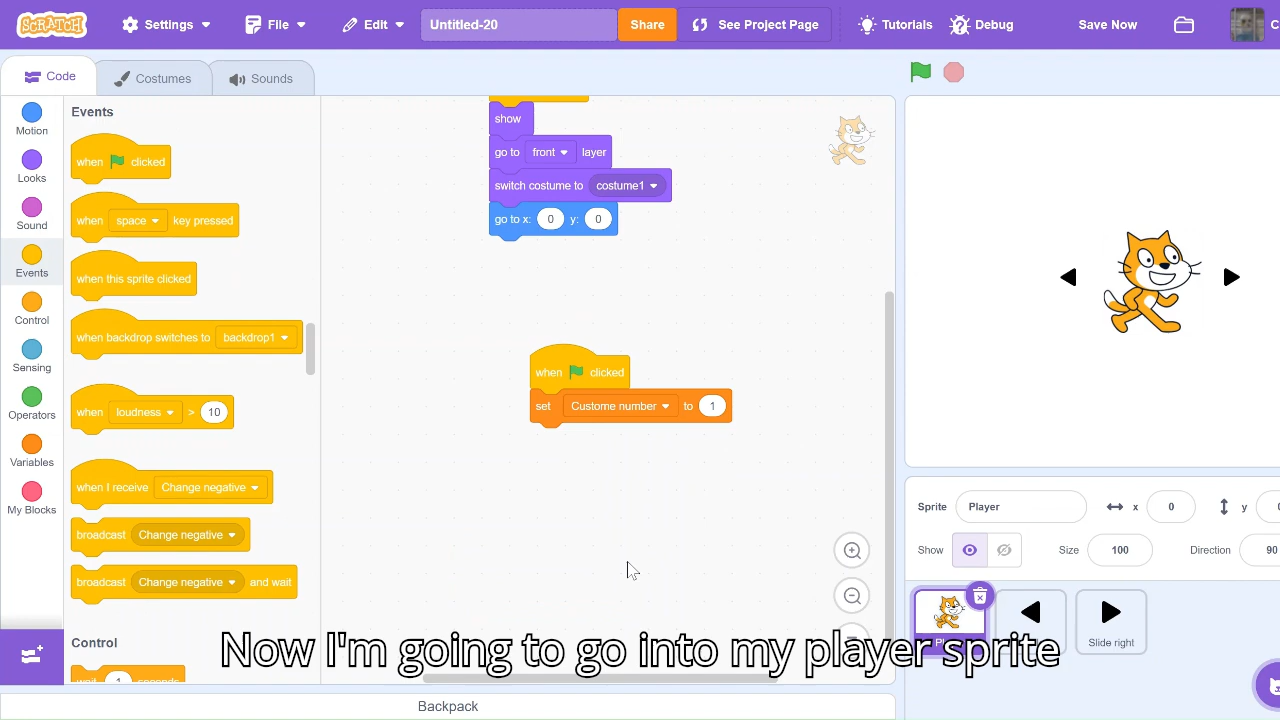 SCRATCH Settings File Edit Untitled-20 Share See Project Page Tutorials Debug Save Now C
Code Costumes Sounds
Motion
Looks
Sound
Events
Control
Sensing
Operators
Variables
My Blocks
Events
when clicked
when space key pressed
when this sprite clicked
when backdrop switches to backdrop1
when loudness > 10
when I receive Change negative
broadcast Change negative
broadcast Change negative and wait
Control
wait 1 seconds
show
go to front layer
switch costume to costume1
go to x: 0 y: 0
when clicked
set Custome number to 1
Sprite Player x 0 y
Show Size 100 Direction 90
Slide right
Now I'm going to go into my player sprite
Backpack